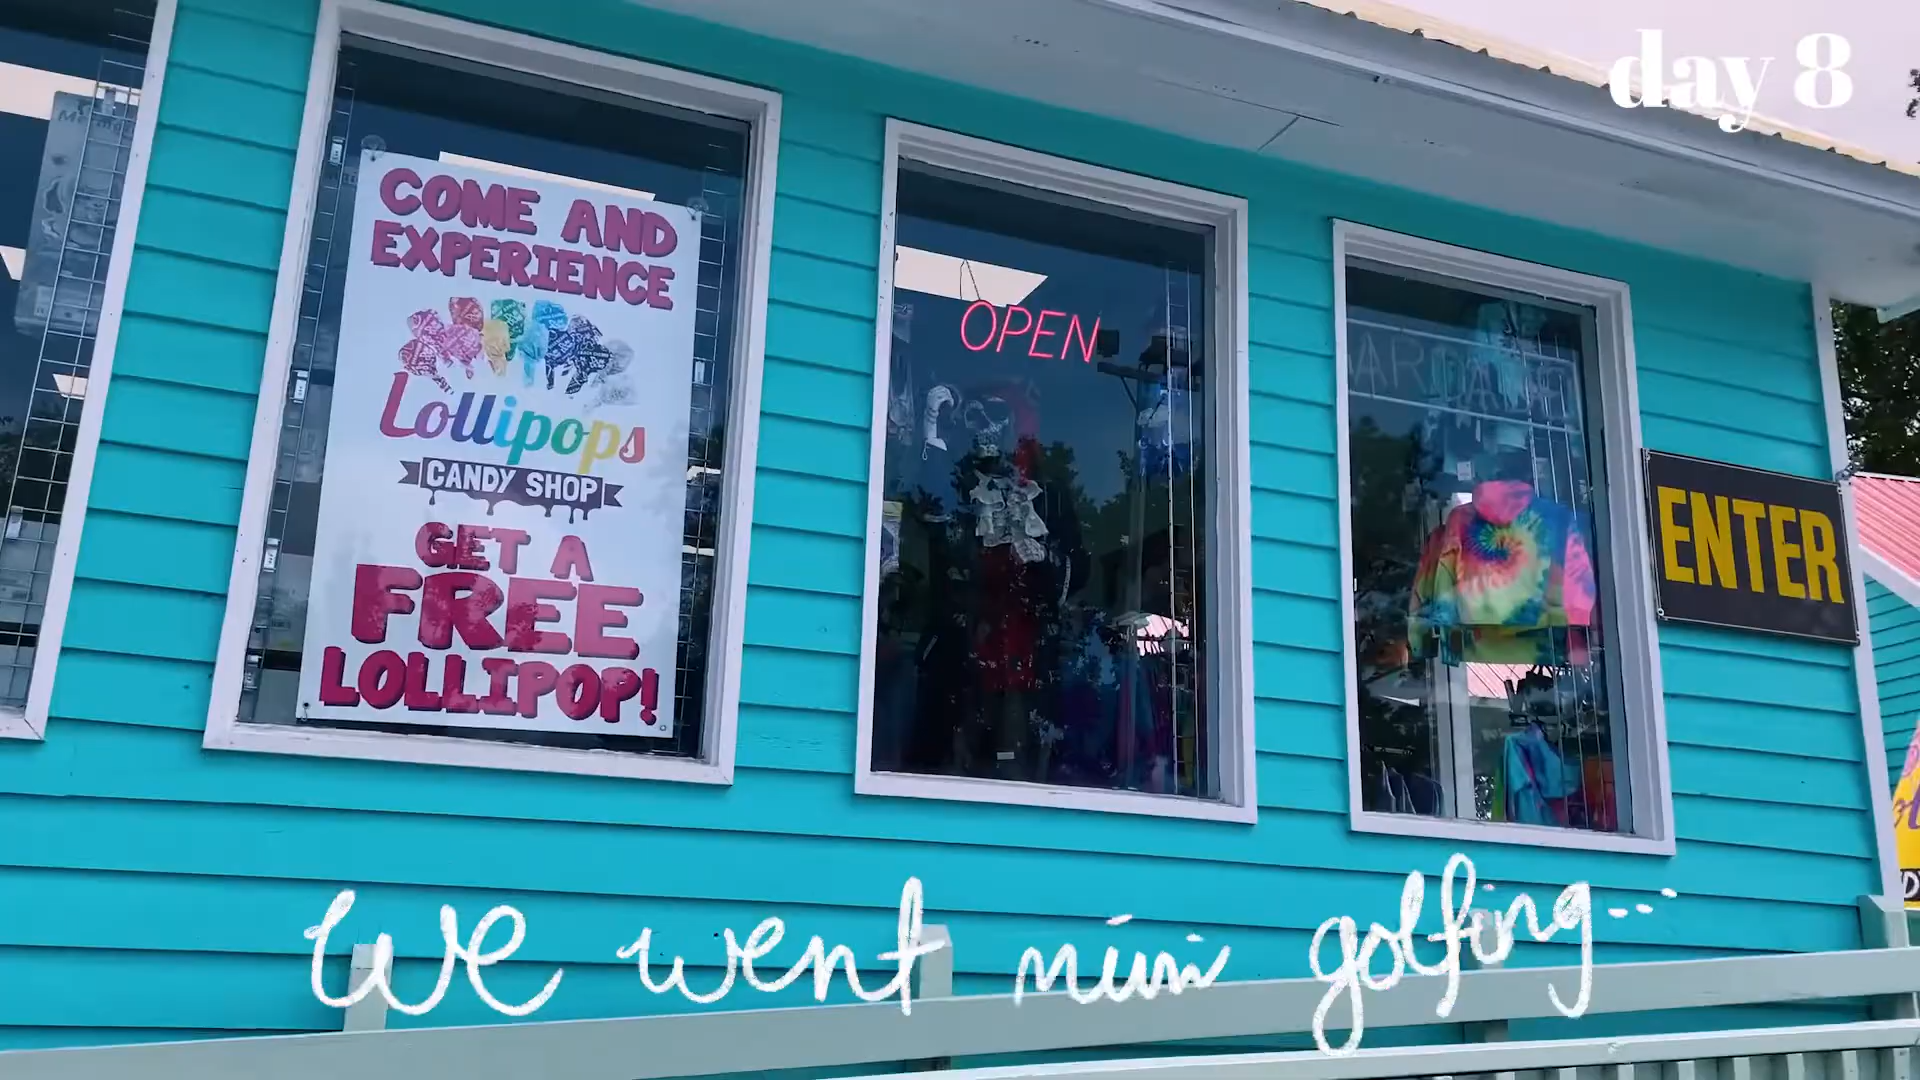 day 8
COME AND
EXPERIENCE
Lollipops
CANDY SHOP
GET A
FREE
LOLLIPOP!
OPEN
ENTER
we went mini golfing...